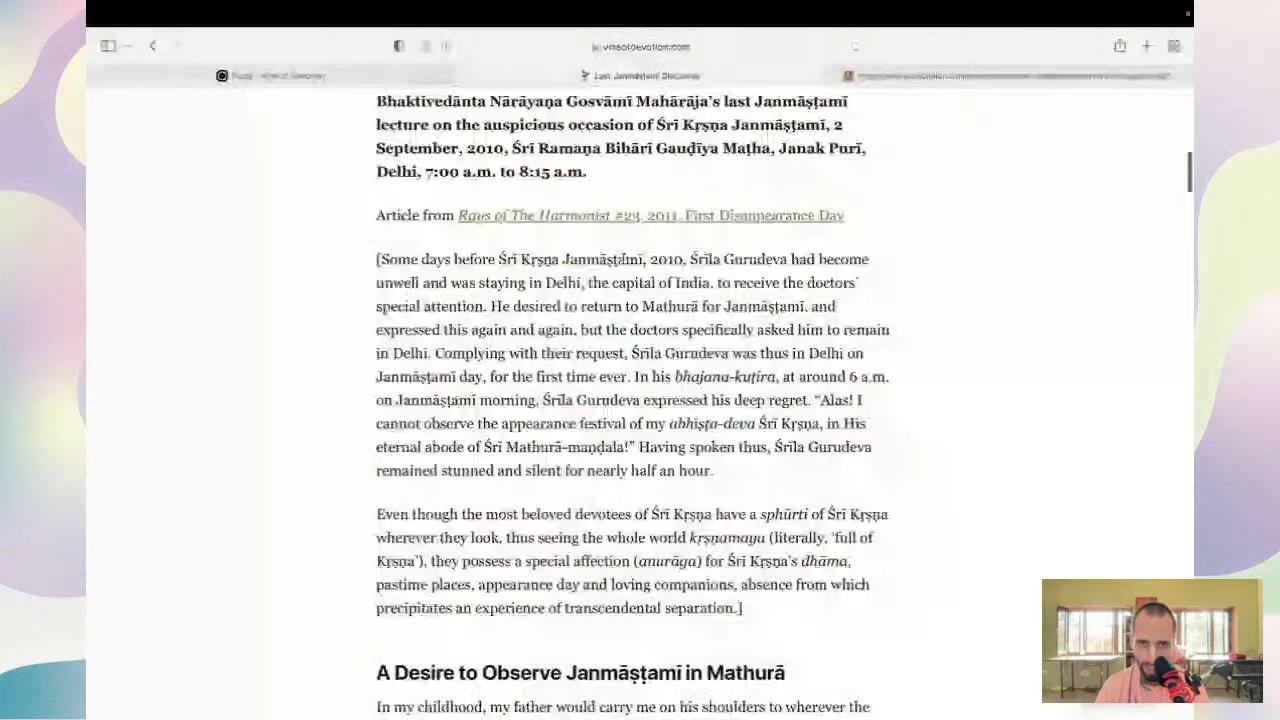 vinaofdevotion.com
Last Janmāṣṭamī Discourse
Bhaktivedānta Nārāyaṇa Gosvāmī Mahārāja's last Janmāṣṭamī
lecture on the auspicious occasion of Śrī Kṛṣṇa Janmāṣṭamī, 2
September, 2010, Śrī Ramaṇa Bihārī Gauḍīya Maṭha, Janak Purī,
Delhi, 7:00 a.m. to 8:15 a.m.
Article from Rays of The Harmonist #23, 2011, First Disappearance Day
[Some days before Śrī Kṛṣṇa Janmāṣṭamī, 2010, Śrīla Gurudeva had become
unwell and was staying in Delhi, the capital of India, to receive the doctors'
special attention. He desired to return to Mathurā for Janmāṣṭamī, and
expressed this again and again, but the doctors specifically asked him to remain
in Delhi. Complying with their request, Śrīla Gurudeva was thus in Delhi on
Janmāṣṭamī day, for the first time ever. In his bhajana-kuṭīra, at around 6 a.m.
on Janmāṣṭamī morning, Śrīla Gurudeva expressed his deep regret. “Alas! I
cannot observe the appearance festival of my abhīṣṭa-deva Śrī Kṛṣṇa, in His
eternal abode of Śrī Mathurā-maṇḍala!” Having spoken thus, Śrīla Gurudeva
remained stunned and silent for nearly half an hour.
Even though the most beloved devotees of Śrī Kṛṣṇa have a sphūrti of Śrī Kṛṣṇa
wherever they look, thus seeing the whole world kṛṣṇamaya (literally, 'full of
Kṛṣṇa'), they possess a special affection (anurāga) for Śrī Kṛṣṇa's dhāma,
pastime places, appearance day and loving companions, absence from which
precipitates an experience of transcendental separation.]
A Desire to Observe Janmāṣṭamī in Mathurā
In my childhood, my father would carry me on his shoulders to wherever the